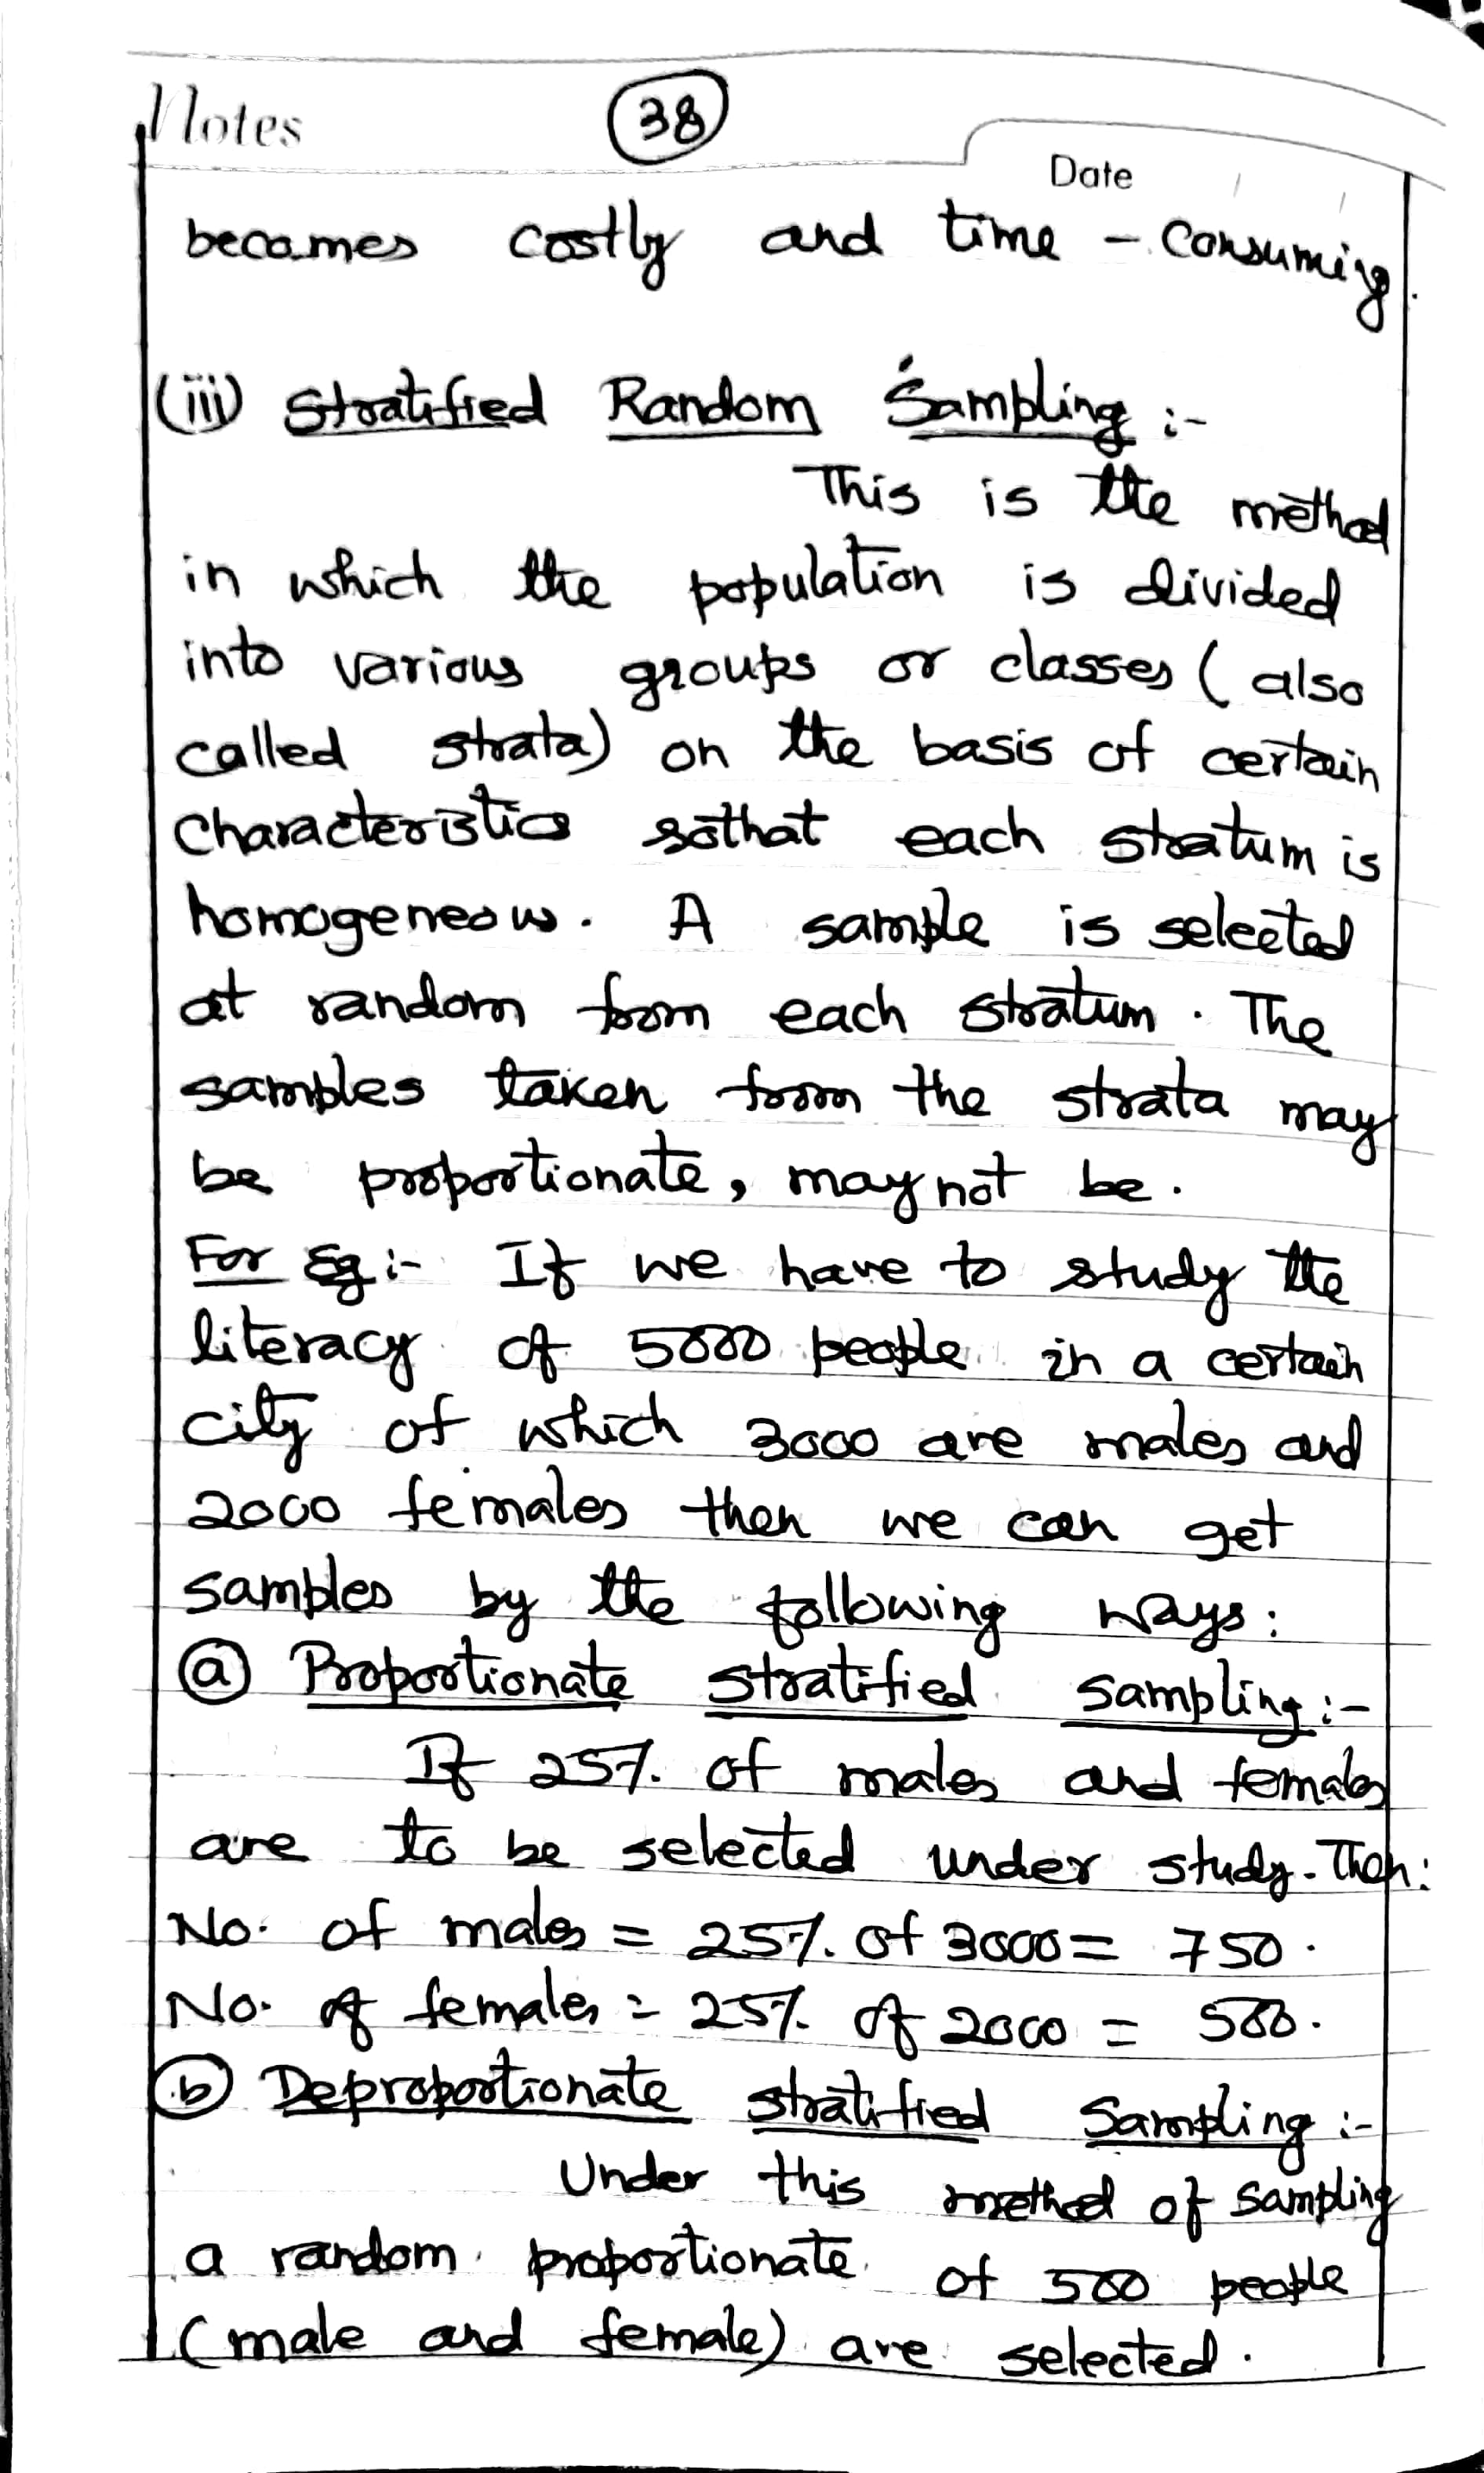 Notes
38
Date / /
becomes costly and time - consuming.
(iii) Stratified Random Sampling :-
This is the method
in which the population is divided
into various groups or classes ( also
called strata) on the basis of certain
characteristics sothat each stratum is
homogeneous. A sample is selected
at random from each stratum. The
samples taken from the strata may
be proportionate, may not be.
For Eg :- If we have to study the
literacy of 5000 people in a certain
city of which 3000 are males and
2000 females then we can get
samples by the following ways :
(a) Proportionate stratified sampling :-
If 25% of males and females
are to be selected under study. Then :
No. of males = 25% of 3000 = 750.
No. of females = 25% of 2000 = 500.
(b) Deproportionate stratified Sampling :-
Under this method of sampling
a random proportionate of 500 people
(male and female) are selected.